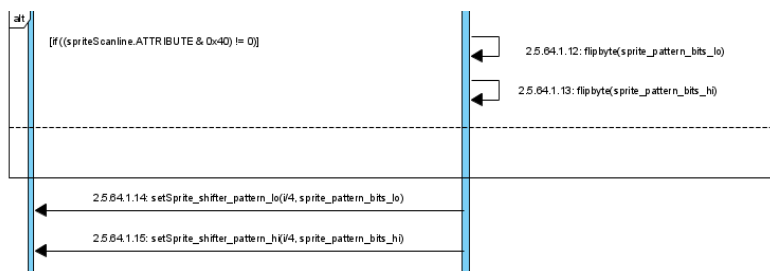 alt
[if((spriteScanline.ATTRIBUTE & 0x40) != 0)]
2.5.64.1.12: flipbyte(sprite_pattern_bits_lo)
2.5.64.1.13: flipbyte(sprite_pattern_bits_hi)
2.5.64.1.14: setSprite_shifter_pattern_lo(i/4, sprite_pattern_bits_lo)
2.5.64.1.15: setSprite_shifter_pattern_hi(i/4, sprite_pattern_bits_hi)